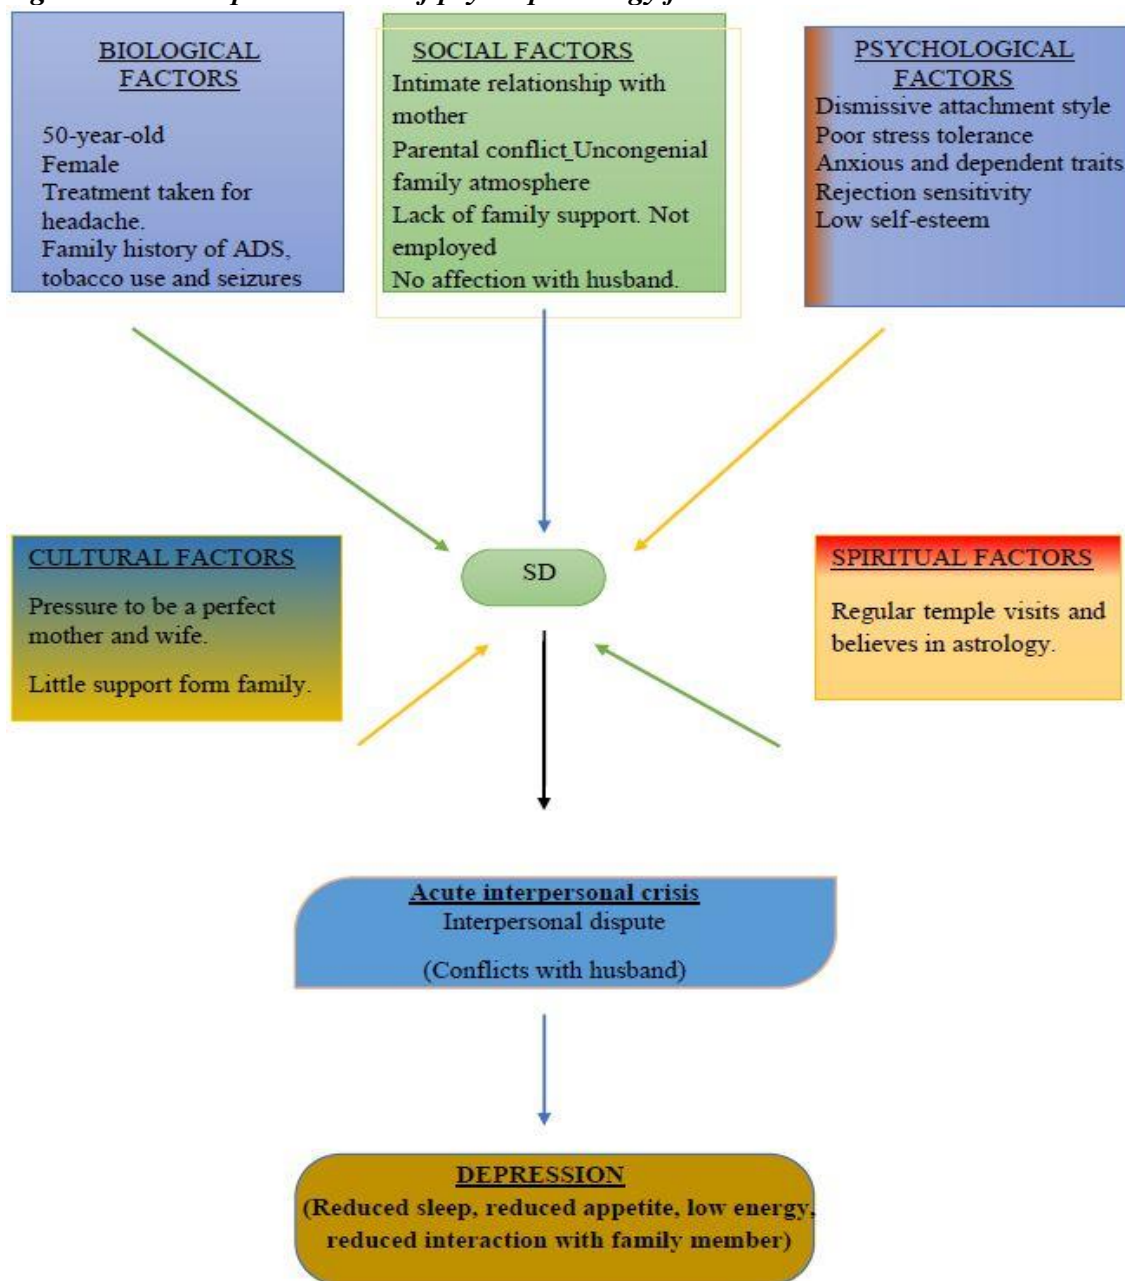 BIOLOGICAL
FACTORS
50-year-old
Female
Treatment taken for
headache.
Family history of ADS,
tobacco use and seizures
SOCIAL FACTORS
Intimate relationship with
mother
Parental conflict Uncongenial
family atmosphere
Lack of family support. Not
employed
No affection with husband.
PSYCHOLOGICAL
FACTORS
Dismissive attachment style
Poor stress tolerance
Anxious and dependent traits
Rejection sensitivity
Low self-esteem
CULTURAL FACTORS
Pressure to be a perfect
mother and wife.
Little support form family.
SD
SPIRITUAL FACTORS
Regular temple visits and
believes in astrology.
Acute interpersonal crisis
Interpersonal dispute
(Conflicts with husband)
DEPRESSION
(Reduced sleep, reduced appetite, low energy,
reduced interaction with family member)